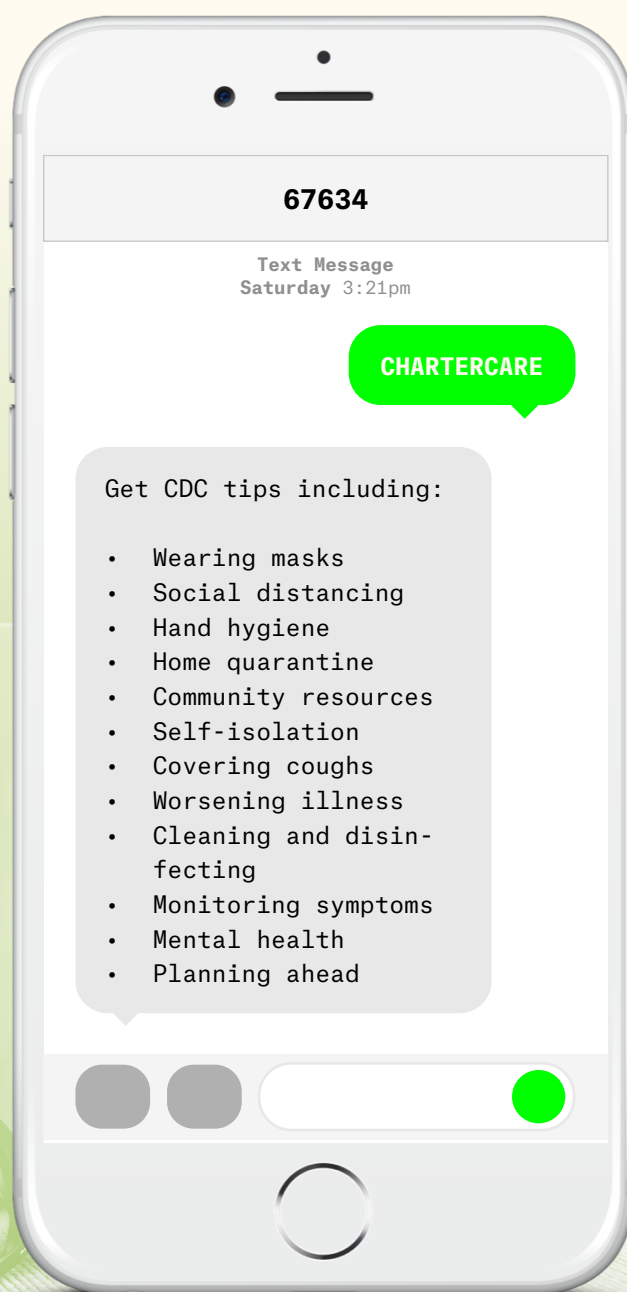 67634
Text Message
Saturday 3:21pm
CHARTERCARE
Get CDC tips including:
• Wearing masks
• Social distancing
• Hand hygiene
• Home quarantine
• Community resources
• Self-isolation
• Covering coughs
• Worsening illness
• Cleaning and disin-
fecting
• Monitoring symptoms
• Mental health
• Planning ahead